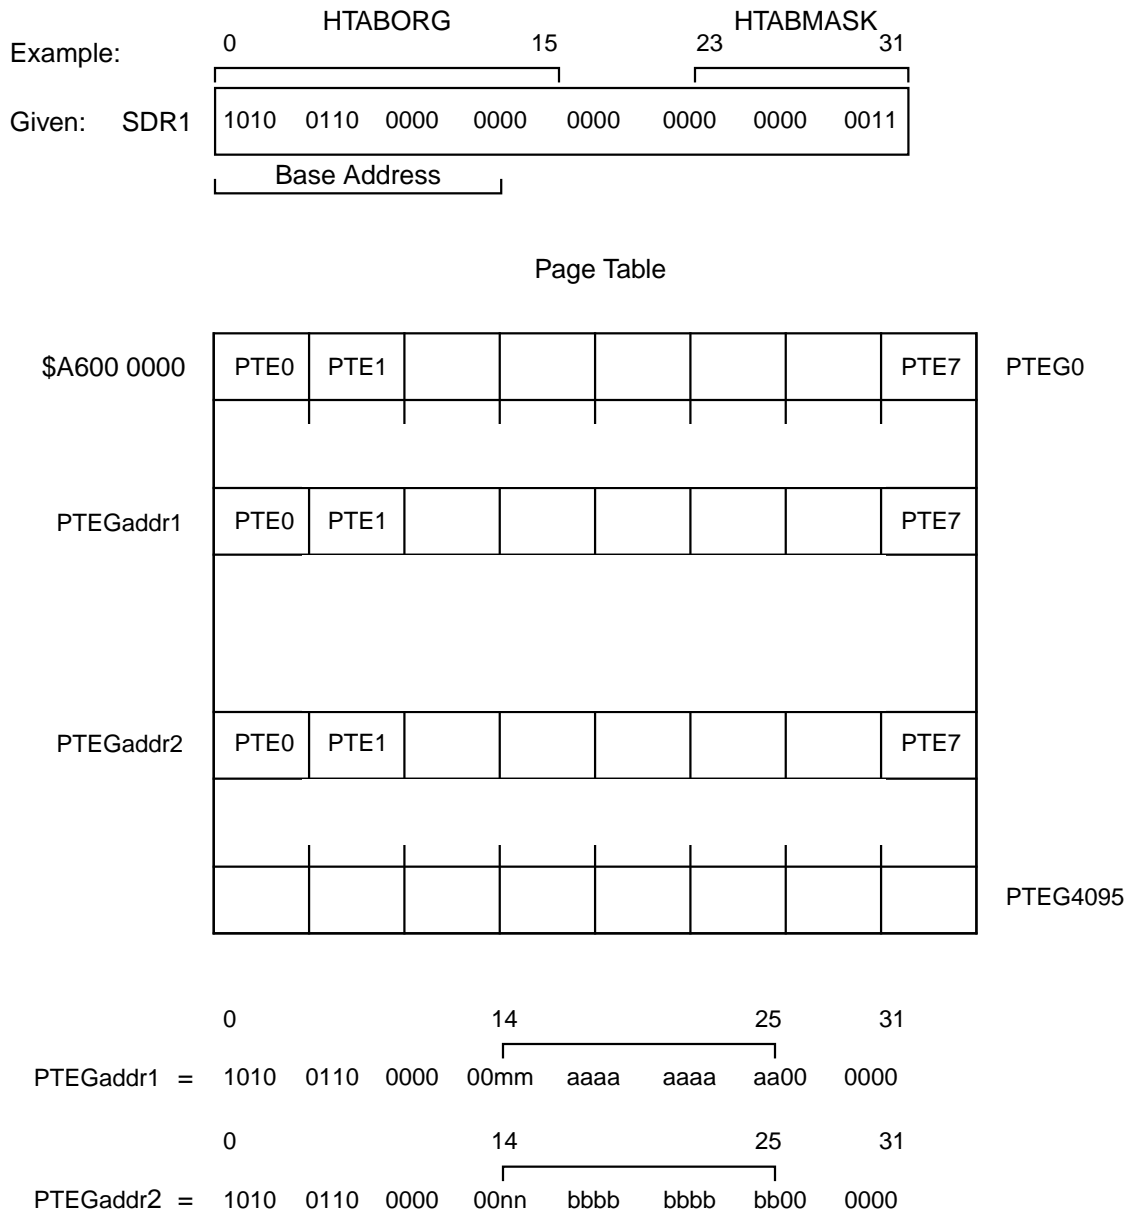 HTABORG HTABMASK
Example: 0 15 23 31
Given: SDR1 1010 0110 0000 0000 0000 0000 0000 0011
Base Address
Page Table
$A600 0000 PTE0 PTE1 PTE7 PTEG0
PTEGaddr1 PTE0 PTE1 PTE7
PTEGaddr2 PTE0 PTE1 PTE7
PTEG4095
0 14 25 31
PTEGaddr1 = 1010 0110 0000 00mm aaaa aaaa aa00 0000
0 14 25 31
PTEGaddr2 = 1010 0110 0000 00nn bbbb bbbb bb00 0000